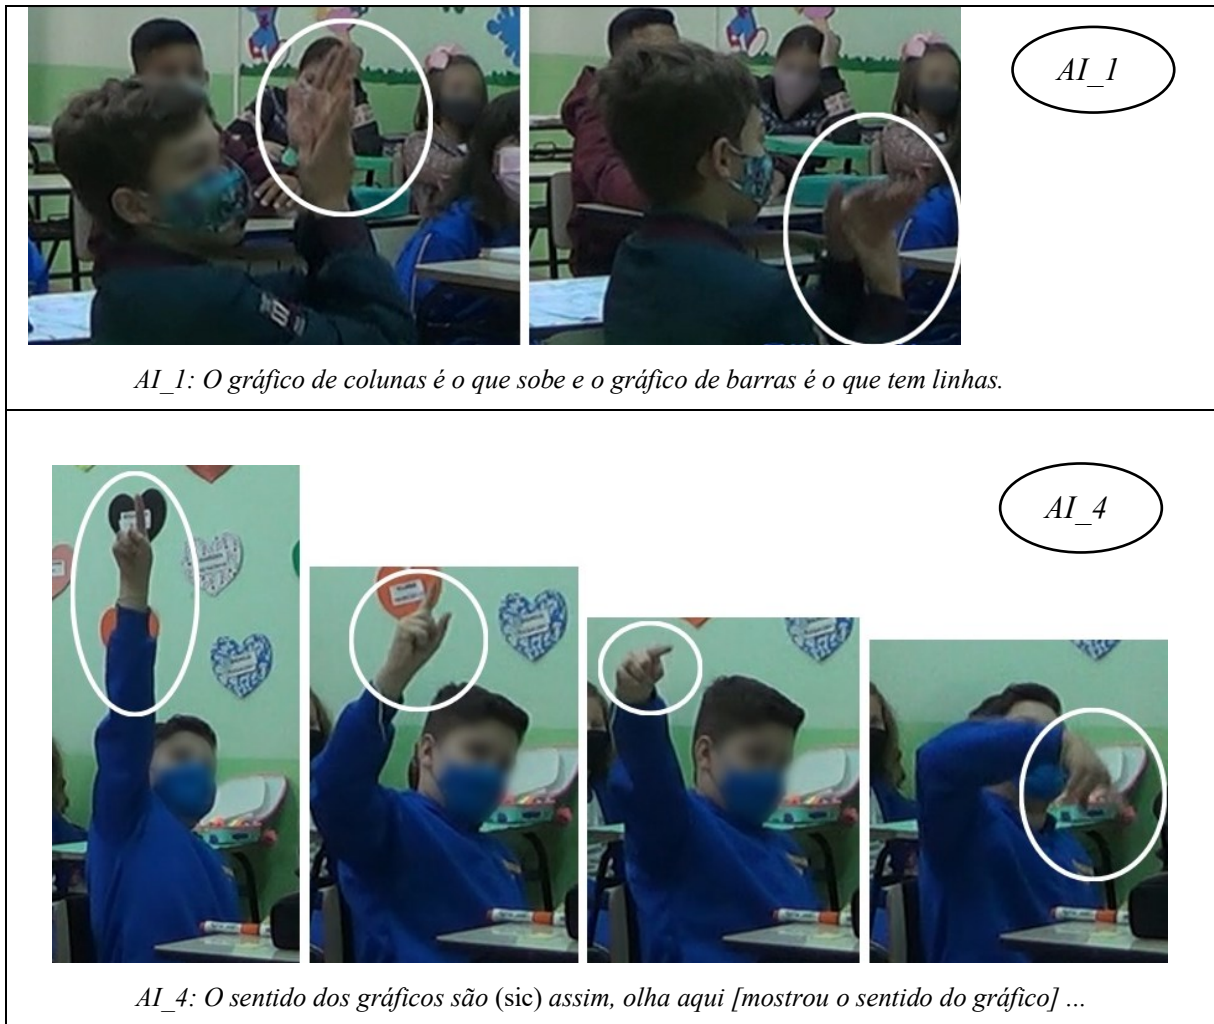 AI_1
AI_1: O gráfico de colunas é o que sobe e o gráfico de barras é o que tem linhas.
AI_4
AI_4: O sentido dos gráficos são (sic) assim, olha aqui [mostrou o sentido do gráfico] ...